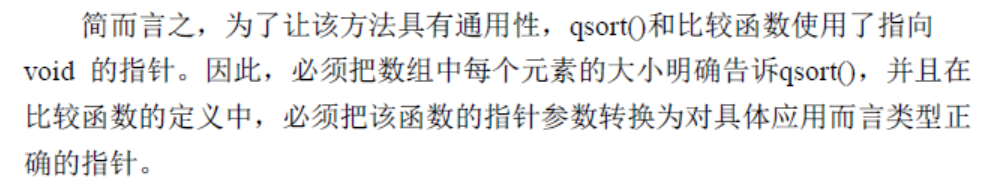 简而言之，为了让该方法具有通用性，qsort()和比较函数使用了指向
void 的指针。因此，必须把数组中每个元素的大小明确告诉qsort()，并且在
比较函数的定义中，必须把该函数的指针参数转换为对具体应用而言类型正
确的指针。